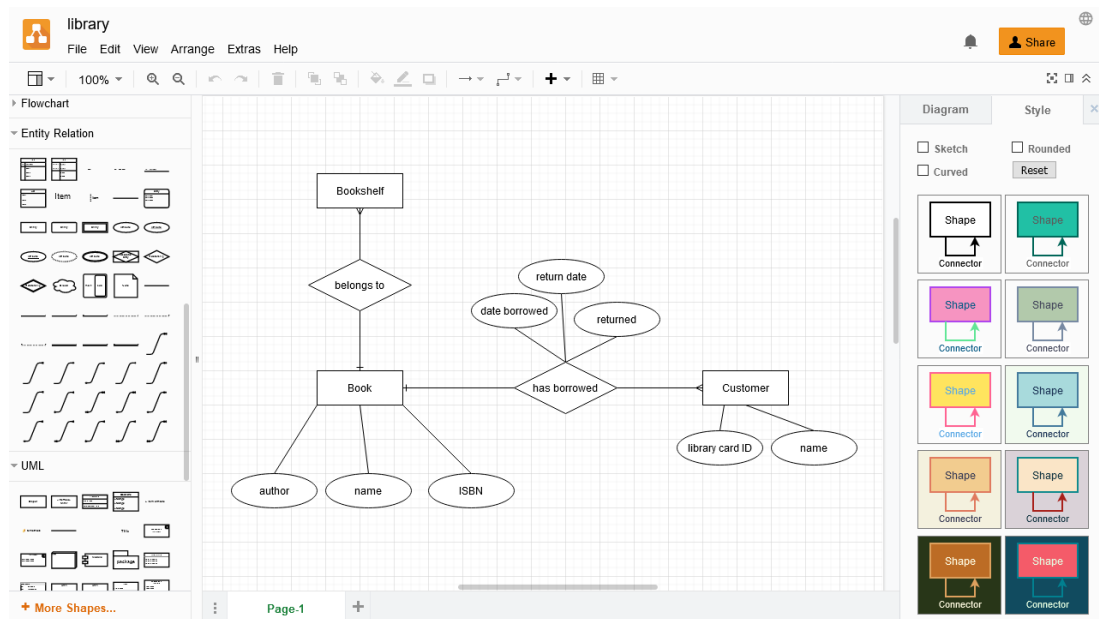 library
File Edit View Arrange Extras Help
Share
100%
Flowchart
Entity Relation
Item
UML
package
+ More Shapes...
Bookshelf
belongs to
return date
date borrowed
returned
Book
has borrowed
Customer
library card ID
name
author
name
ISBN
Page-1
Diagram
Style
Sketch
Rounded
Curved
Reset
Shape
Connector
Shape
Connector
Shape
Connector
Shape
Connector
Shape
Connector
Shape
Connector
Shape
Connector
Shape
Connector
Shape
Connector
Shape
Connector